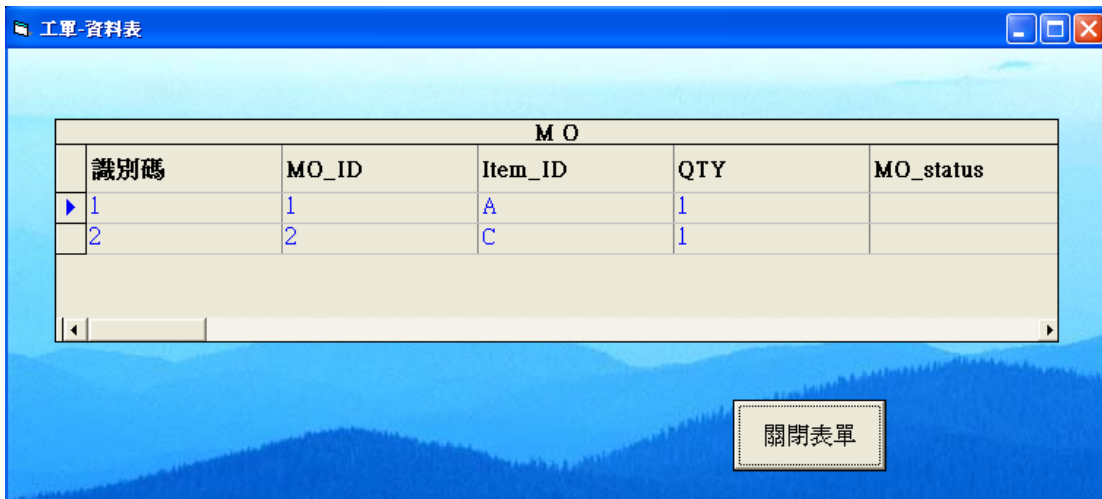 工單-資料表
M O
識別碼 MO_ID Item_ID QTY MO_status
1 1 A 1
2 2 C 1
關閉表單